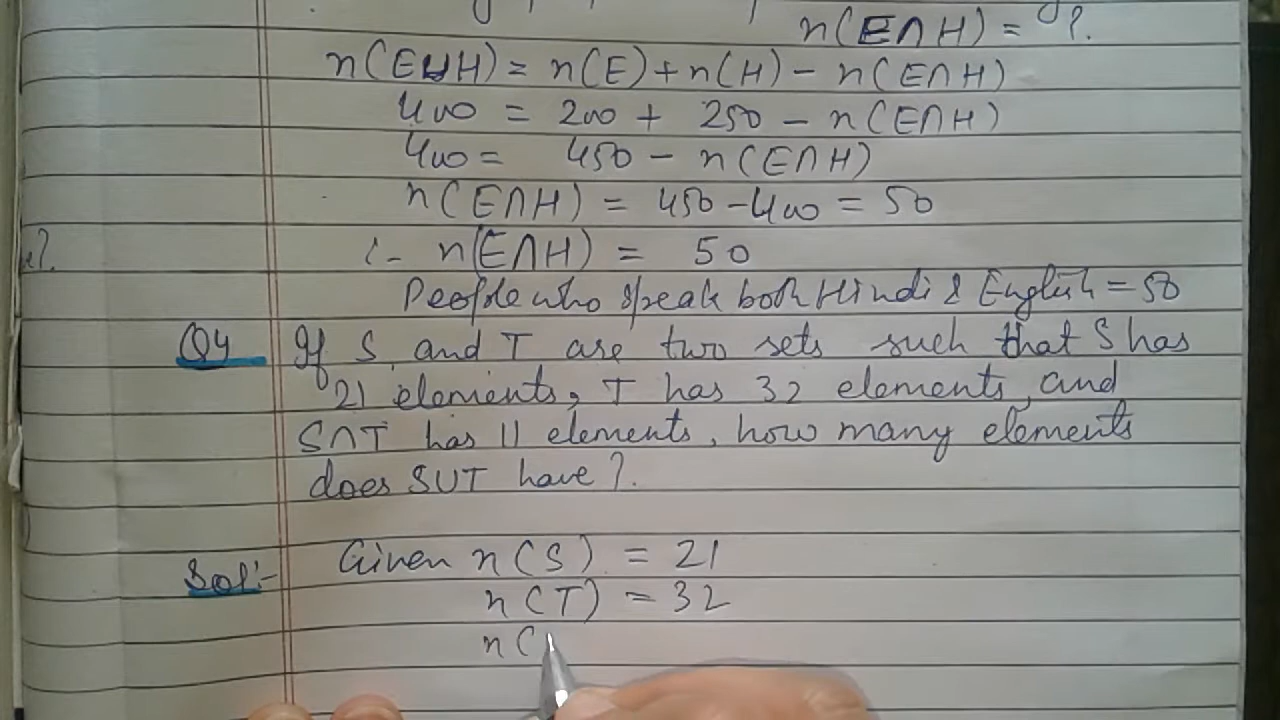 n(E∩H) = ?.
n(E∪H) = n(E) + n(H) - n(E∩H)
400 = 200 + 250 - n(E∩H)
400 = 450 - n(E∩H)
n(E∩H) = 450 - 400 = 50
∴ n(E∩H) = 50
People who speak both Hindi & English = 50
Q4 If S and T are two sets such that S has
21 elements, T has 32 elements, and
S∩T has 11 elements, how many elements
does SUT have?.
Sol:- Given n(S) = 21
n(T) = 32
n(